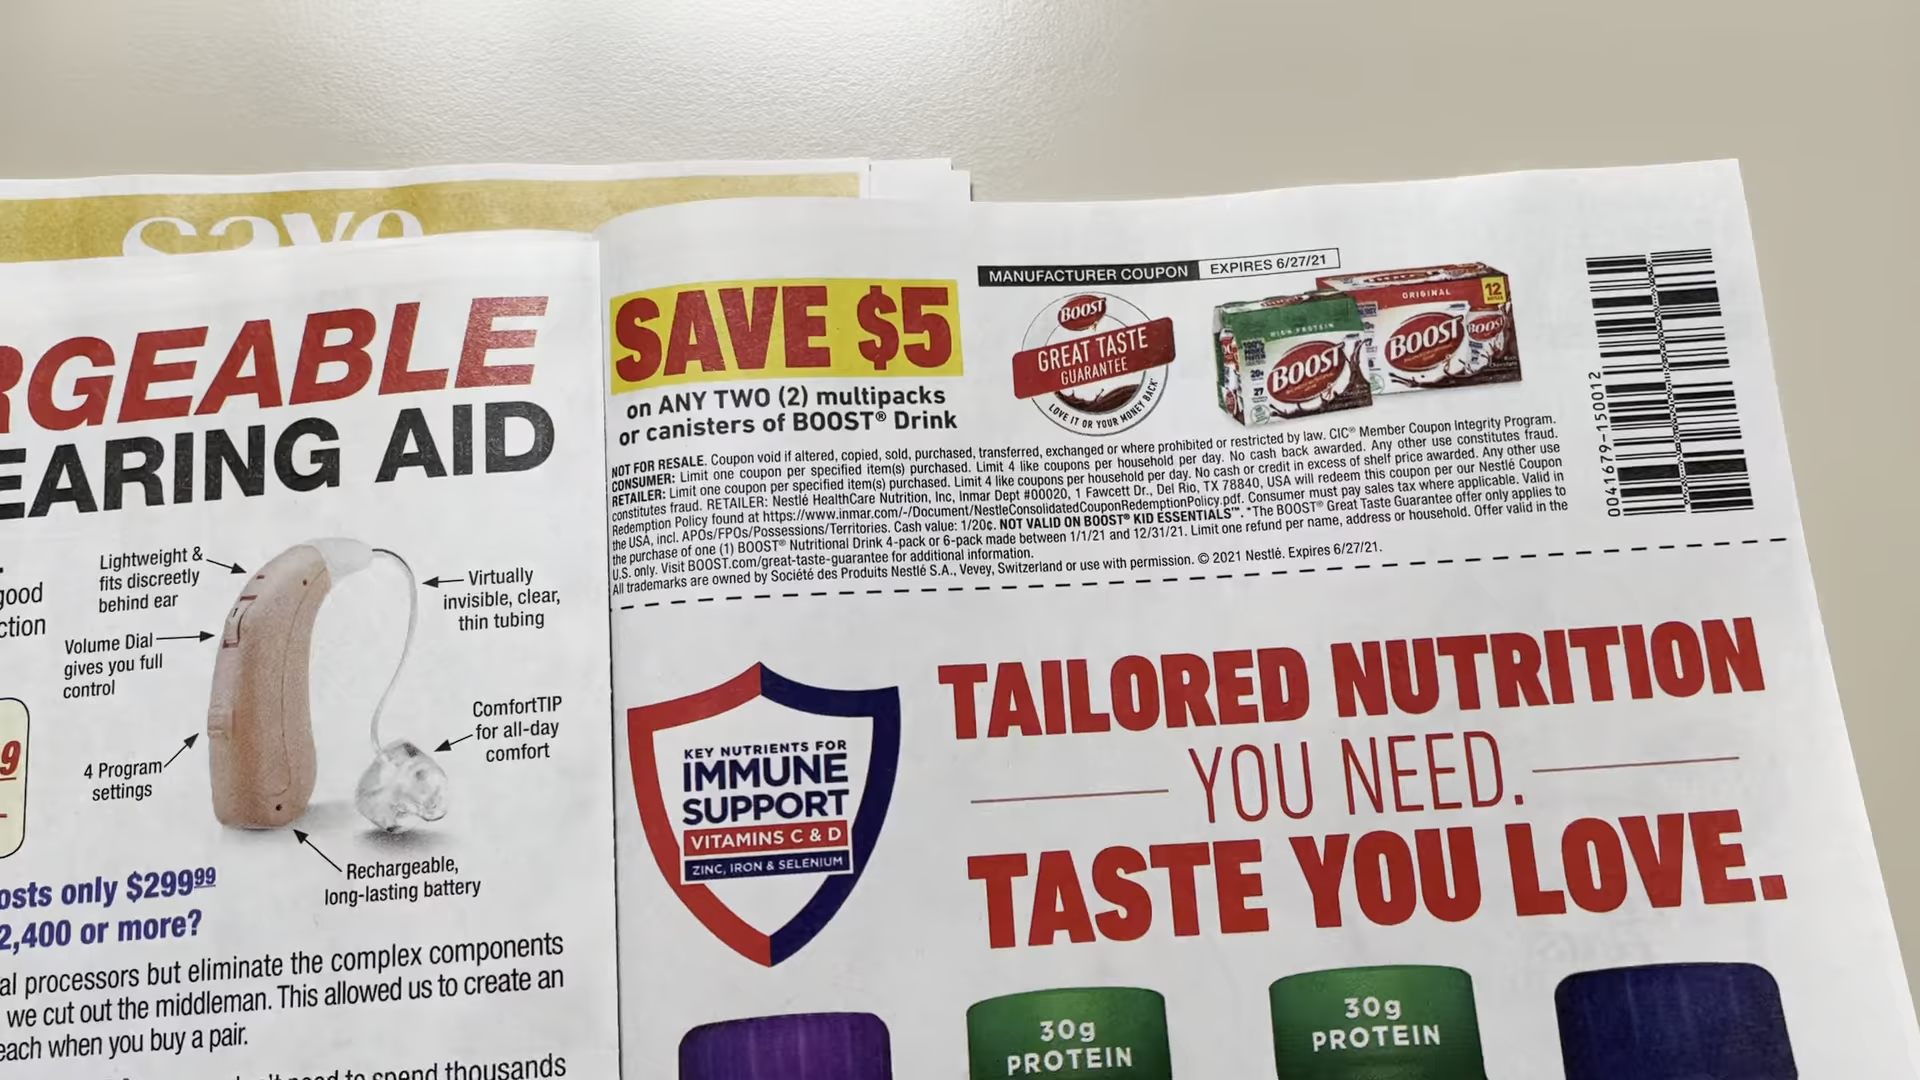 Save
RGEABLE
EARING AID
good
ction
Lightweight &
fits discreetly
behind ear
Volume Dial
gives you full
control
4 Program
settings
Virtually
invisible, clear,
thin tubing
ComfortTIP
for all-day
comfort
Rechargeable,
long-lasting battery
9
osts only $299⁹⁹
2,400 or more?
al processors but eliminate the complex components
we cut out the middleman. This allowed us to create an
each when you buy a pair.
need to spend thousands
SAVE $5
on ANY TWO (2) multipacks
or canisters of BOOST® Drink
MANUFACTURER COUPON EXPIRES 6/27/21
BOOST
GREAT TASTE
GUARANTEE
LOVE IT OR YOUR MONEY BACK*
HIGH PROTEIN
BOOST
ORIGINAL
12
BOOST
BOOST
0041679-150012
NOT FOR RESALE. Coupon void if altered, copied, sold, purchased, transferred, exchanged or where prohibited or restricted by law. CIC® Member Coupon Integrity Program.
CONSUMER: Limit one coupon per specified item(s) purchased. Limit 4 like coupons per household per day. No cash back awarded. Any other use constitutes fraud.
RETAILER: Limit one coupon per specified item(s) purchased. Limit 4 like coupons per household per day. No cash or credit in excess of shelf price awarded. Any other use
constitutes fraud. RETAILER: Nestlé HealthCare Nutrition, Inc, Inmar Dept #00020, 1 Fawcett Dr., Del Rio, TX 78840, USA will redeem this coupon per our Nestlé Coupon
Redemption Policy found at https://www.inmar.com/-/Document/NestleConsolidatedCouponRedemptionPolicy.pdf. Consumer must pay sales tax where applicable. Valid in
the USA, incl. APOs/FPOs/Possessions/Territories. Cash value: 1/20¢. NOT VALID ON BOOST® KID ESSENTIALS™. *The BOOST® Great Taste Guarantee offer only applies to
the purchase of one (1) BOOST® Nutritional Drink 4-pack or 6-pack made between 1/1/21 and 12/31/21. Limit one refund per name, address or household. Offer valid in the
U.S. only. Visit BOOST.com/great-taste-guarantee for additional information.
All trademarks are owned by Société des Produits Nestlé S.A., Vevey, Switzerland or use with permission. © 2021 Nestlé. Expires 6/27/21.
KEY NUTRIENTS FOR
IMMUNE
SUPPORT
VITAMINS C & D
ZINC, IRON & SELENIUM
TAILORED NUTRITION
YOU NEED.
TASTE YOU LOVE.
30g
PROTEIN
30g
PROTEIN